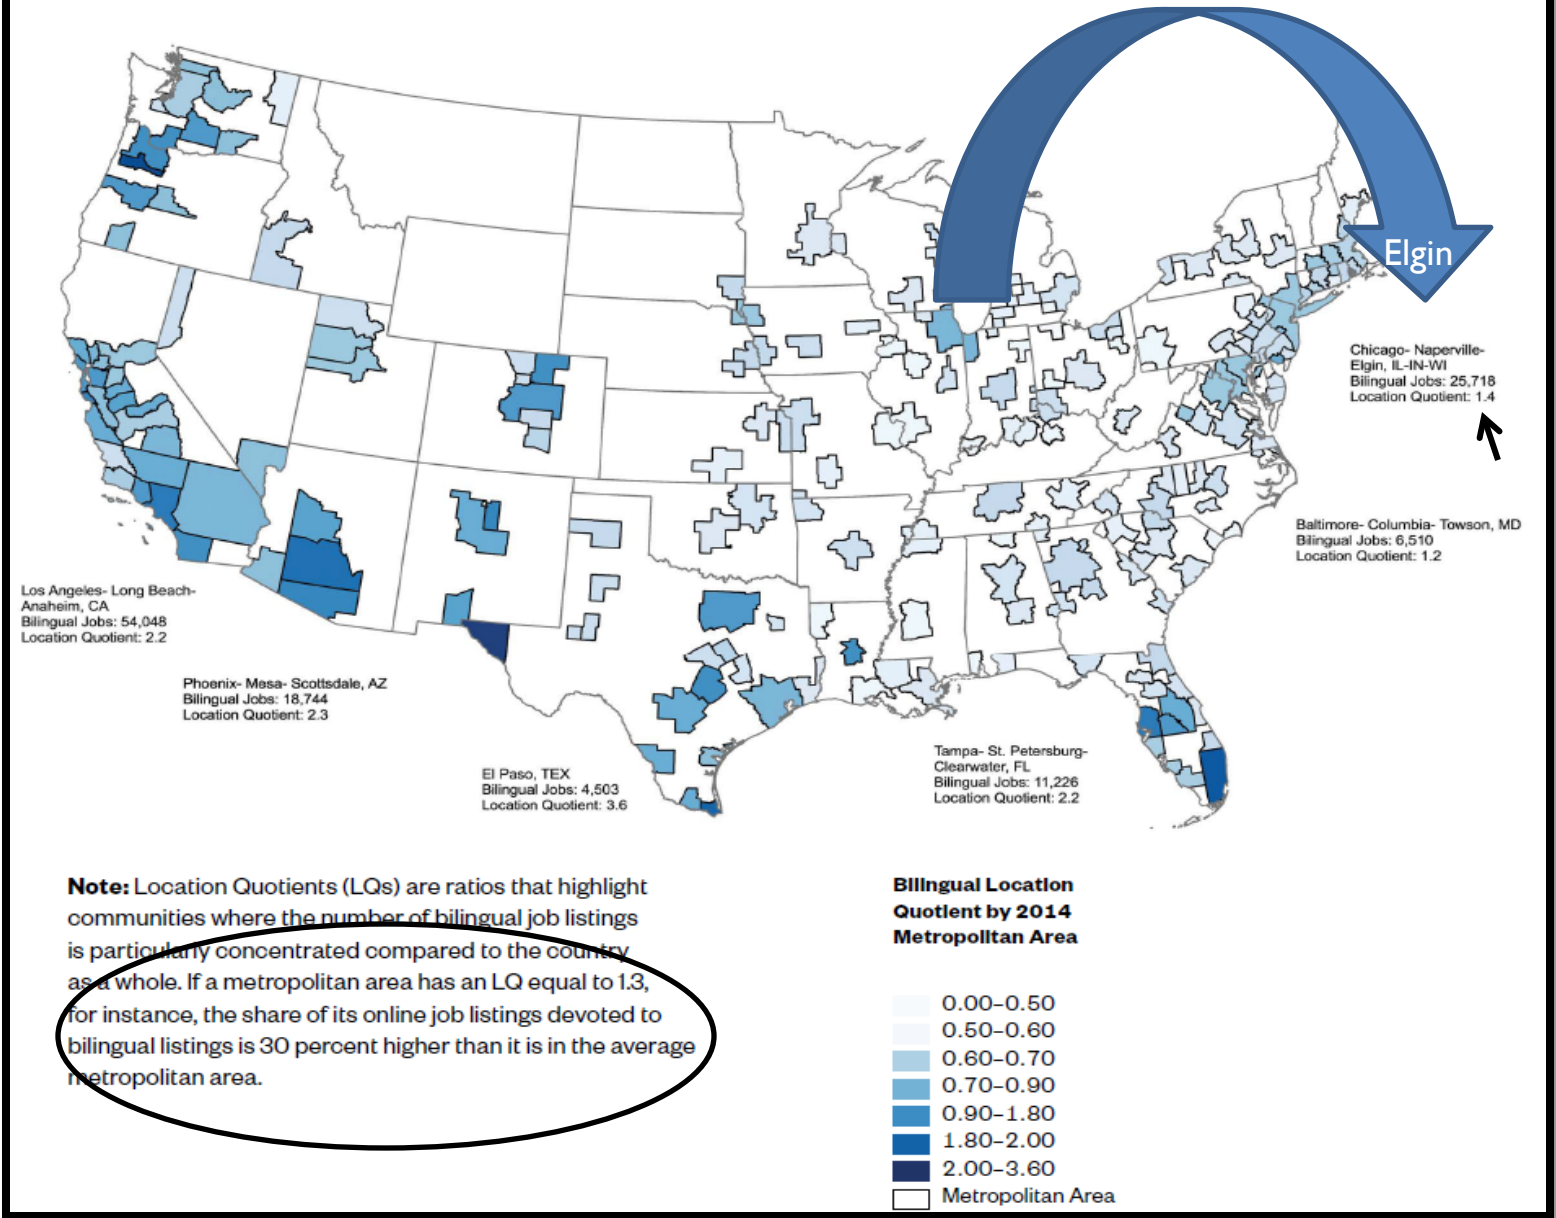 Elgin
Chicago- Naperville-
Elgin, IL-IN-WI
Bilingual Jobs: 25,718
Location Quotient: 1.4
Baltimore- Columbia- Towson, MD
Bilingual Jobs: 6,510
Location Quotient: 1.2
Los Angeles- Long Beach-
Anaheim, CA
Bilingual Jobs: 54,048
Location Quotient: 2.2
Phoenix- Mesa- Scottsdale, AZ
Bilingual Jobs: 18,744
Location Quotient: 2.3
El Paso, TEX
Bilingual Jobs: 4,503
Location Quotient: 3.6
Tampa- St. Petersburg-
Clearwater, FL
Bilingual Jobs: 11,226
Location Quotient: 2.2
Note: Location Quotients (LQs) are ratios that highlight
communities where the number of bilingual job listings
is particularly concentrated compared to the country
as a whole. If a metropolitan area has an LQ equal to 1.3,
for instance, the share of its online job listings devoted to
bilingual listings is 30 percent higher than it is in the average
metropolitan area.
Bilingual Location
Quotient by 2014
Metropolitan Area
0.00–0.50
0.50–0.60
0.60–0.70
0.70–0.90
0.90–1.80
1.80–2.00
2.00–3.60
Metropolitan Area